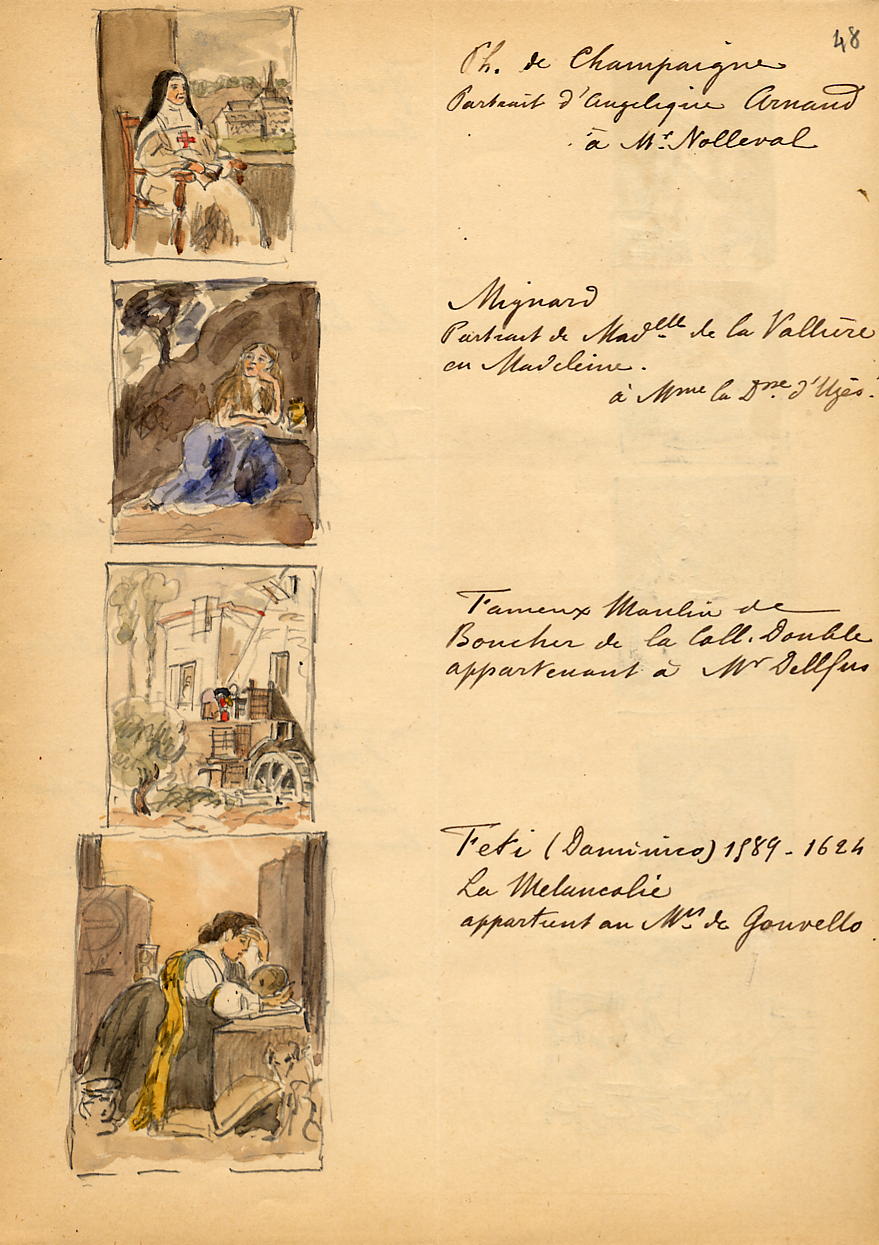 48
Ph. de Champaigne
Portrait d'Angelique Arnaud
à Mr. Nolleval
Mignard
Portrait de Madelle de la Vallière
en Madeleine.
à Mme la Dsse. d'Uzès.
Fameux Moulin de
Boucher de la Coll. Double
appartenant à Mr Dollfus
Feti (Dominico) 1589-1624
La Melancolie
appartient au Mis de Gouvello